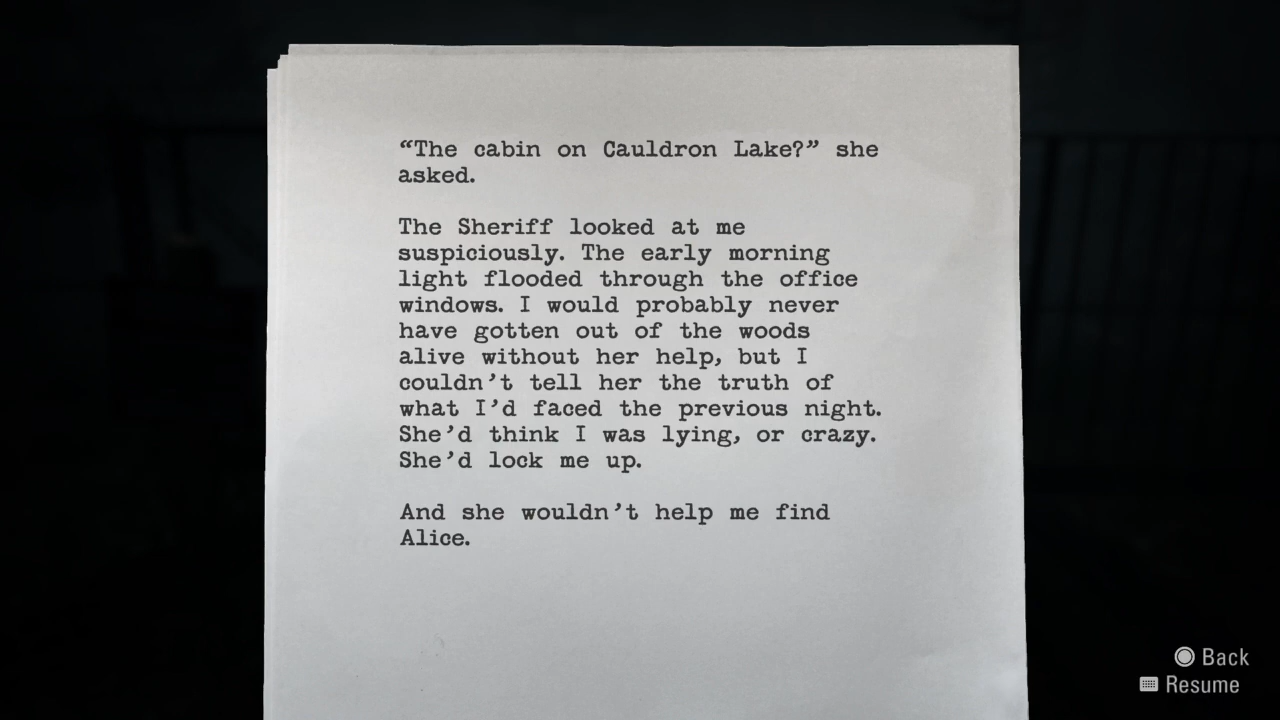 “The cabin on Cauldron Lake?” she
asked.
The Sheriff looked at me
suspiciously. The early morning
light flooded through the office
windows. I would probably never
have gotten out of the woods
alive without her help, but I
couldn’t tell her the truth of
what I’d faced the previous night.
She’d think I was lying, or crazy.
She’d lock me up.
And she wouldn’t help me find
Alice.
Back
Resume